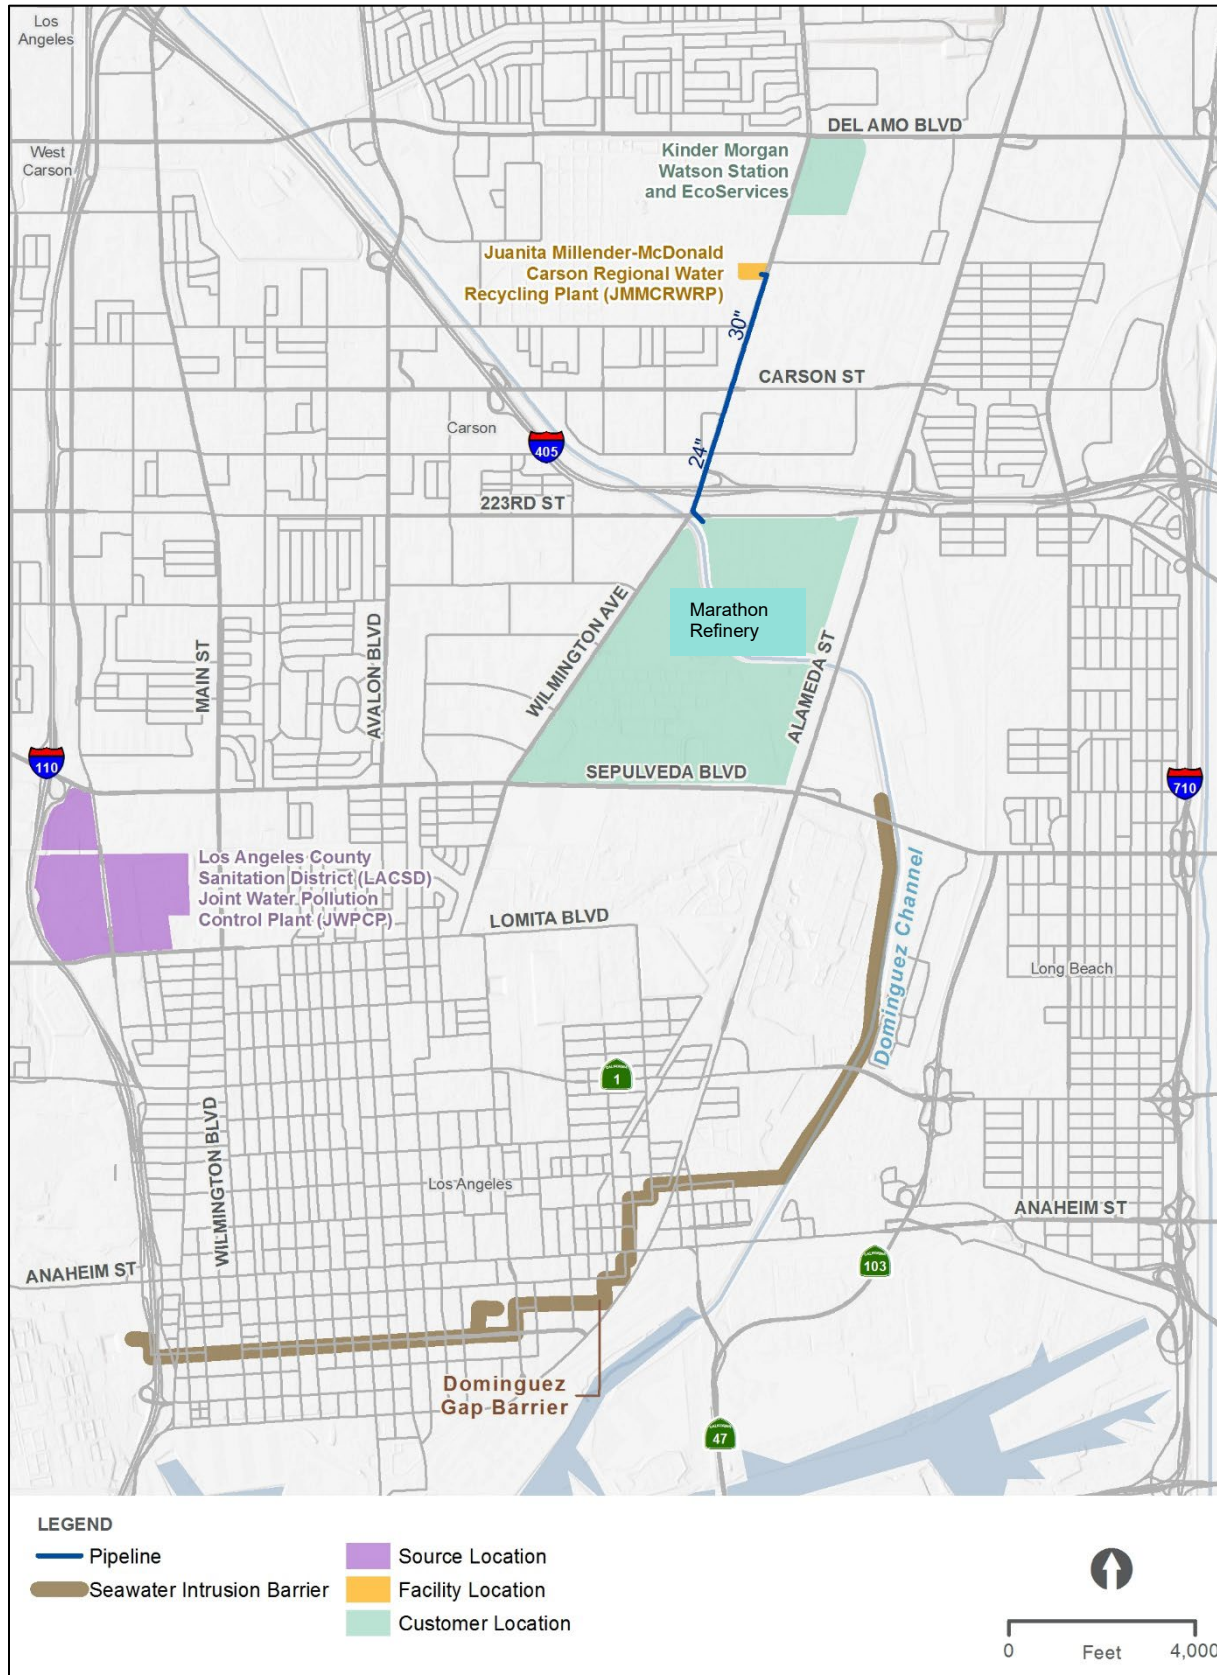 Los
Angeles
DEL AMO BLVD
West
Carson
Kinder Morgan
Watson Station
and EcoServices
Juanita Millender-McDonald
Carson Regional Water
Recycling Plant (JMMCRWRP)
30"
CARSON ST
Carson
405
24"
223RD ST
Marathon
Refinery
WILMINGTON AVE
MAIN ST
AVALON BLVD
ALAMEDA ST
110
SEPULVEDA BLVD
710
Los Angeles County
Sanitation District (LACSD)
Joint Water Pollution
Control Plant (JWPCP)
LOMITA BLVD
Dominguez Channel
Long Beach
CALIFORNIA
1
WILMINGTON BLVD
Los Angeles
ANAHEIM ST
CALIFORNIA
103
ANAHEIM ST
Dominguez
Gap Barrier
CALIFORNIA
47
LEGEND
Pipeline
Seawater Intrusion Barrier
Source Location
Facility Location
Customer Location
0 Feet 4,000